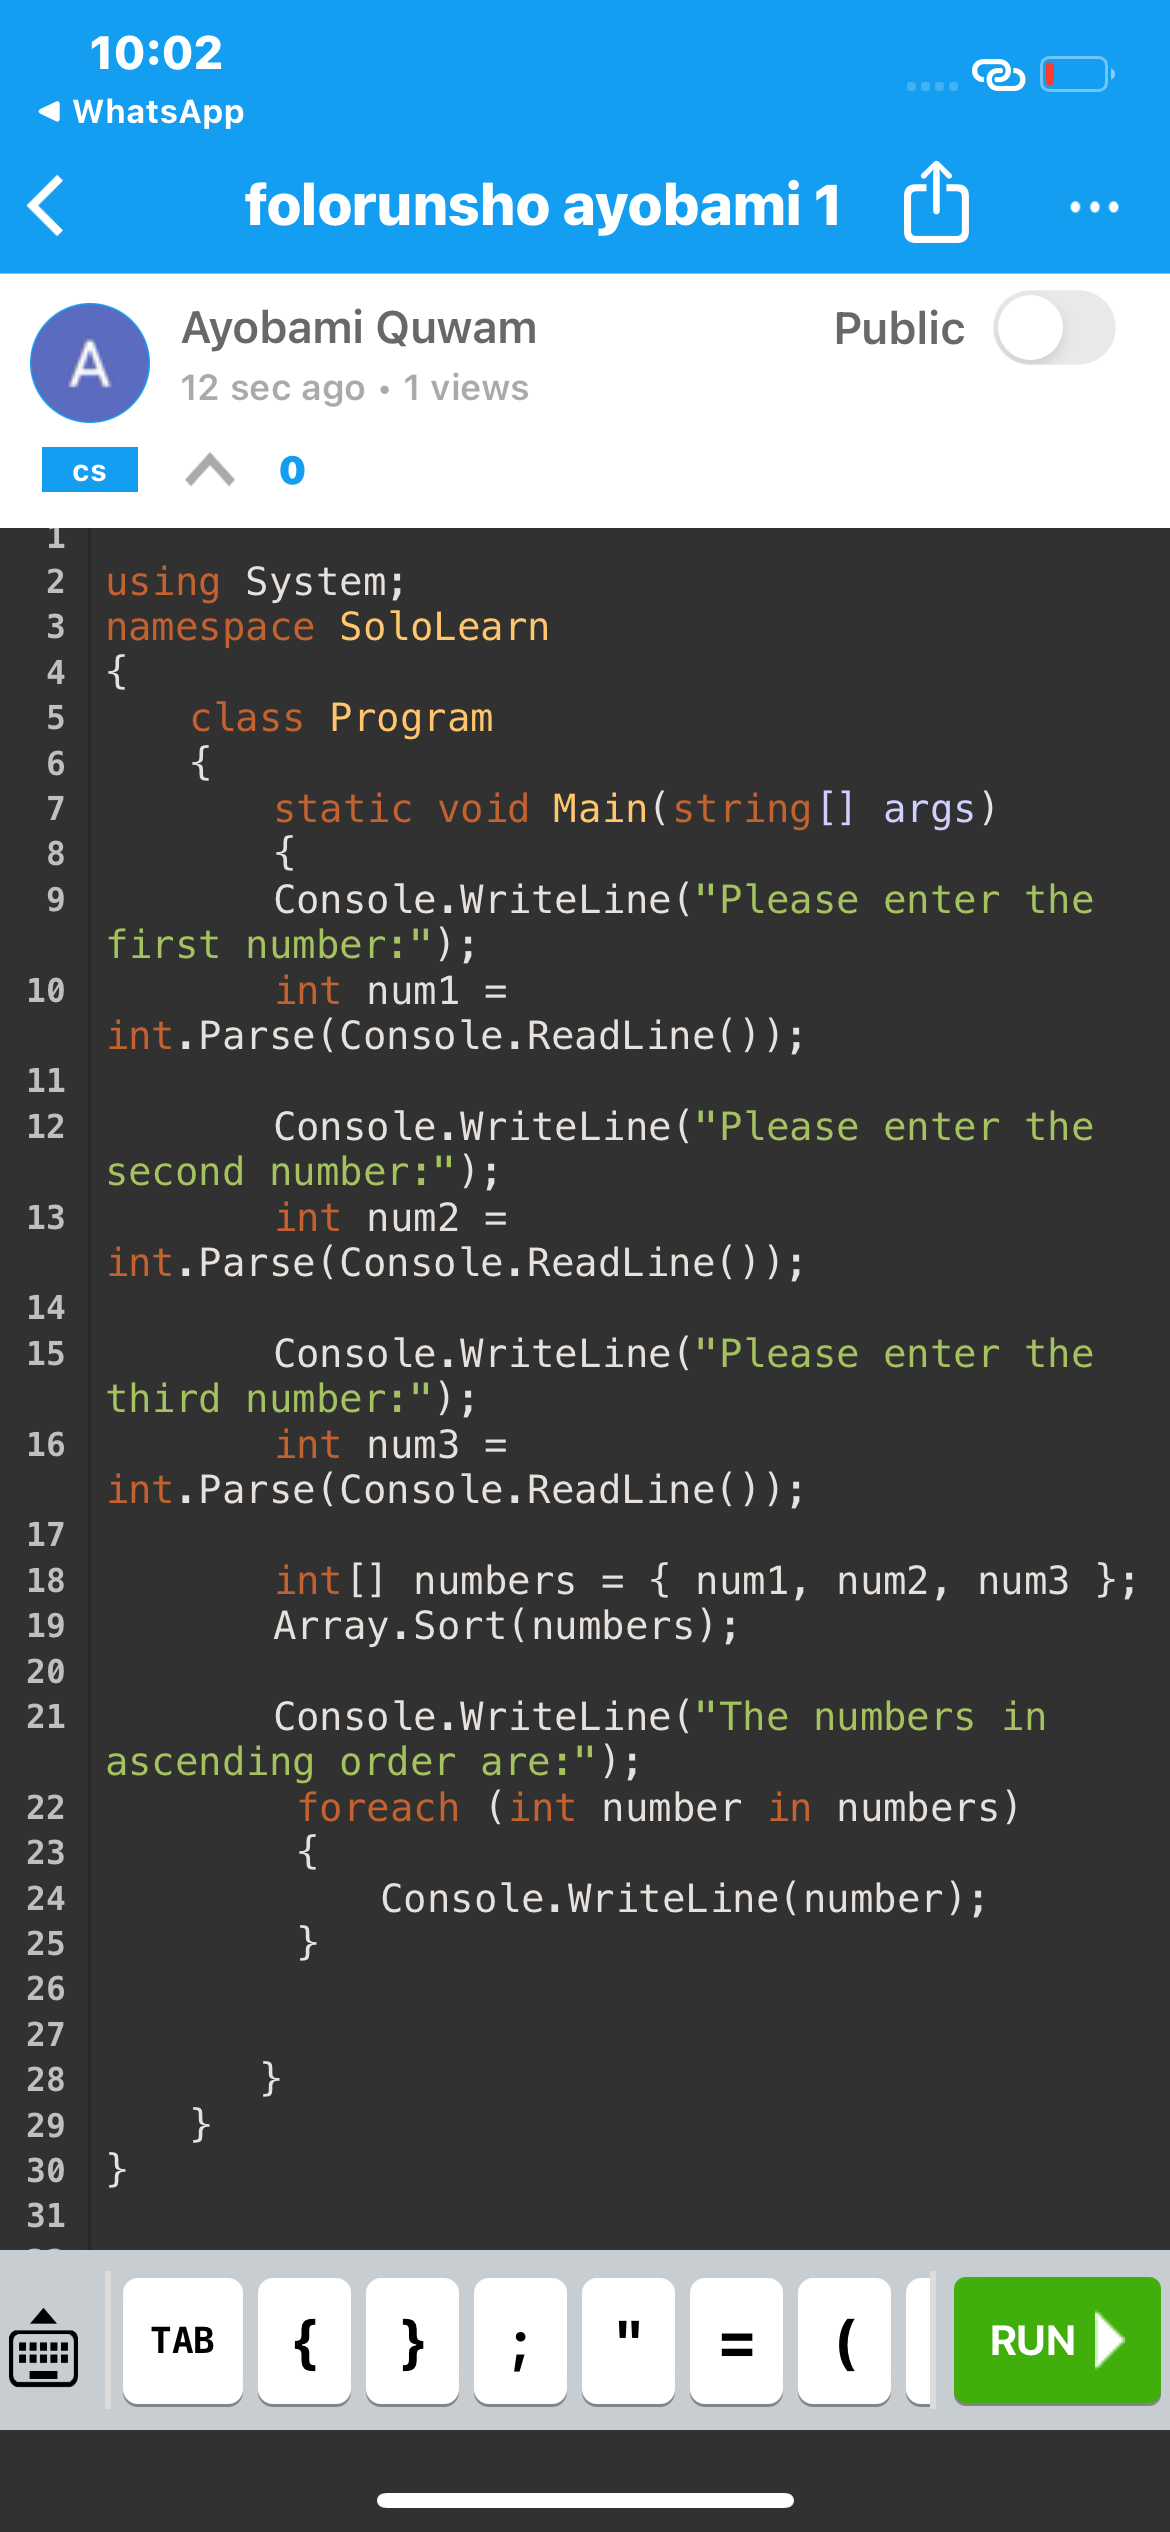 10:02
◀ WhatsApp
folorunsho ayobami 1
...
A
Ayobami Quwam
Public
12 sec ago • 1 views
cs
0
1
2 using System;
3 namespace SoloLearn
4 {
5     class Program
6     {
7         static void Main(string[] args)
8         {
9         Console.WriteLine("Please enter the
first number:");
10         int num1 =
int.Parse(Console.ReadLine());
11
12         Console.WriteLine("Please enter the
second number:");
13         int num2 =
int.Parse(Console.ReadLine());
14
15         Console.WriteLine("Please enter the
third number:");
16         int num3 =
int.Parse(Console.ReadLine());
17
18         int[] numbers = { num1, num2, num3 };
19         Array.Sort(numbers);
20
21         Console.WriteLine("The numbers in
ascending order are:");
22          foreach (int number in numbers)
23          {
24              Console.WriteLine(number);
25          }
26
27
28        }
29     }
30 }
31
TAB { } ; " = ( RUN